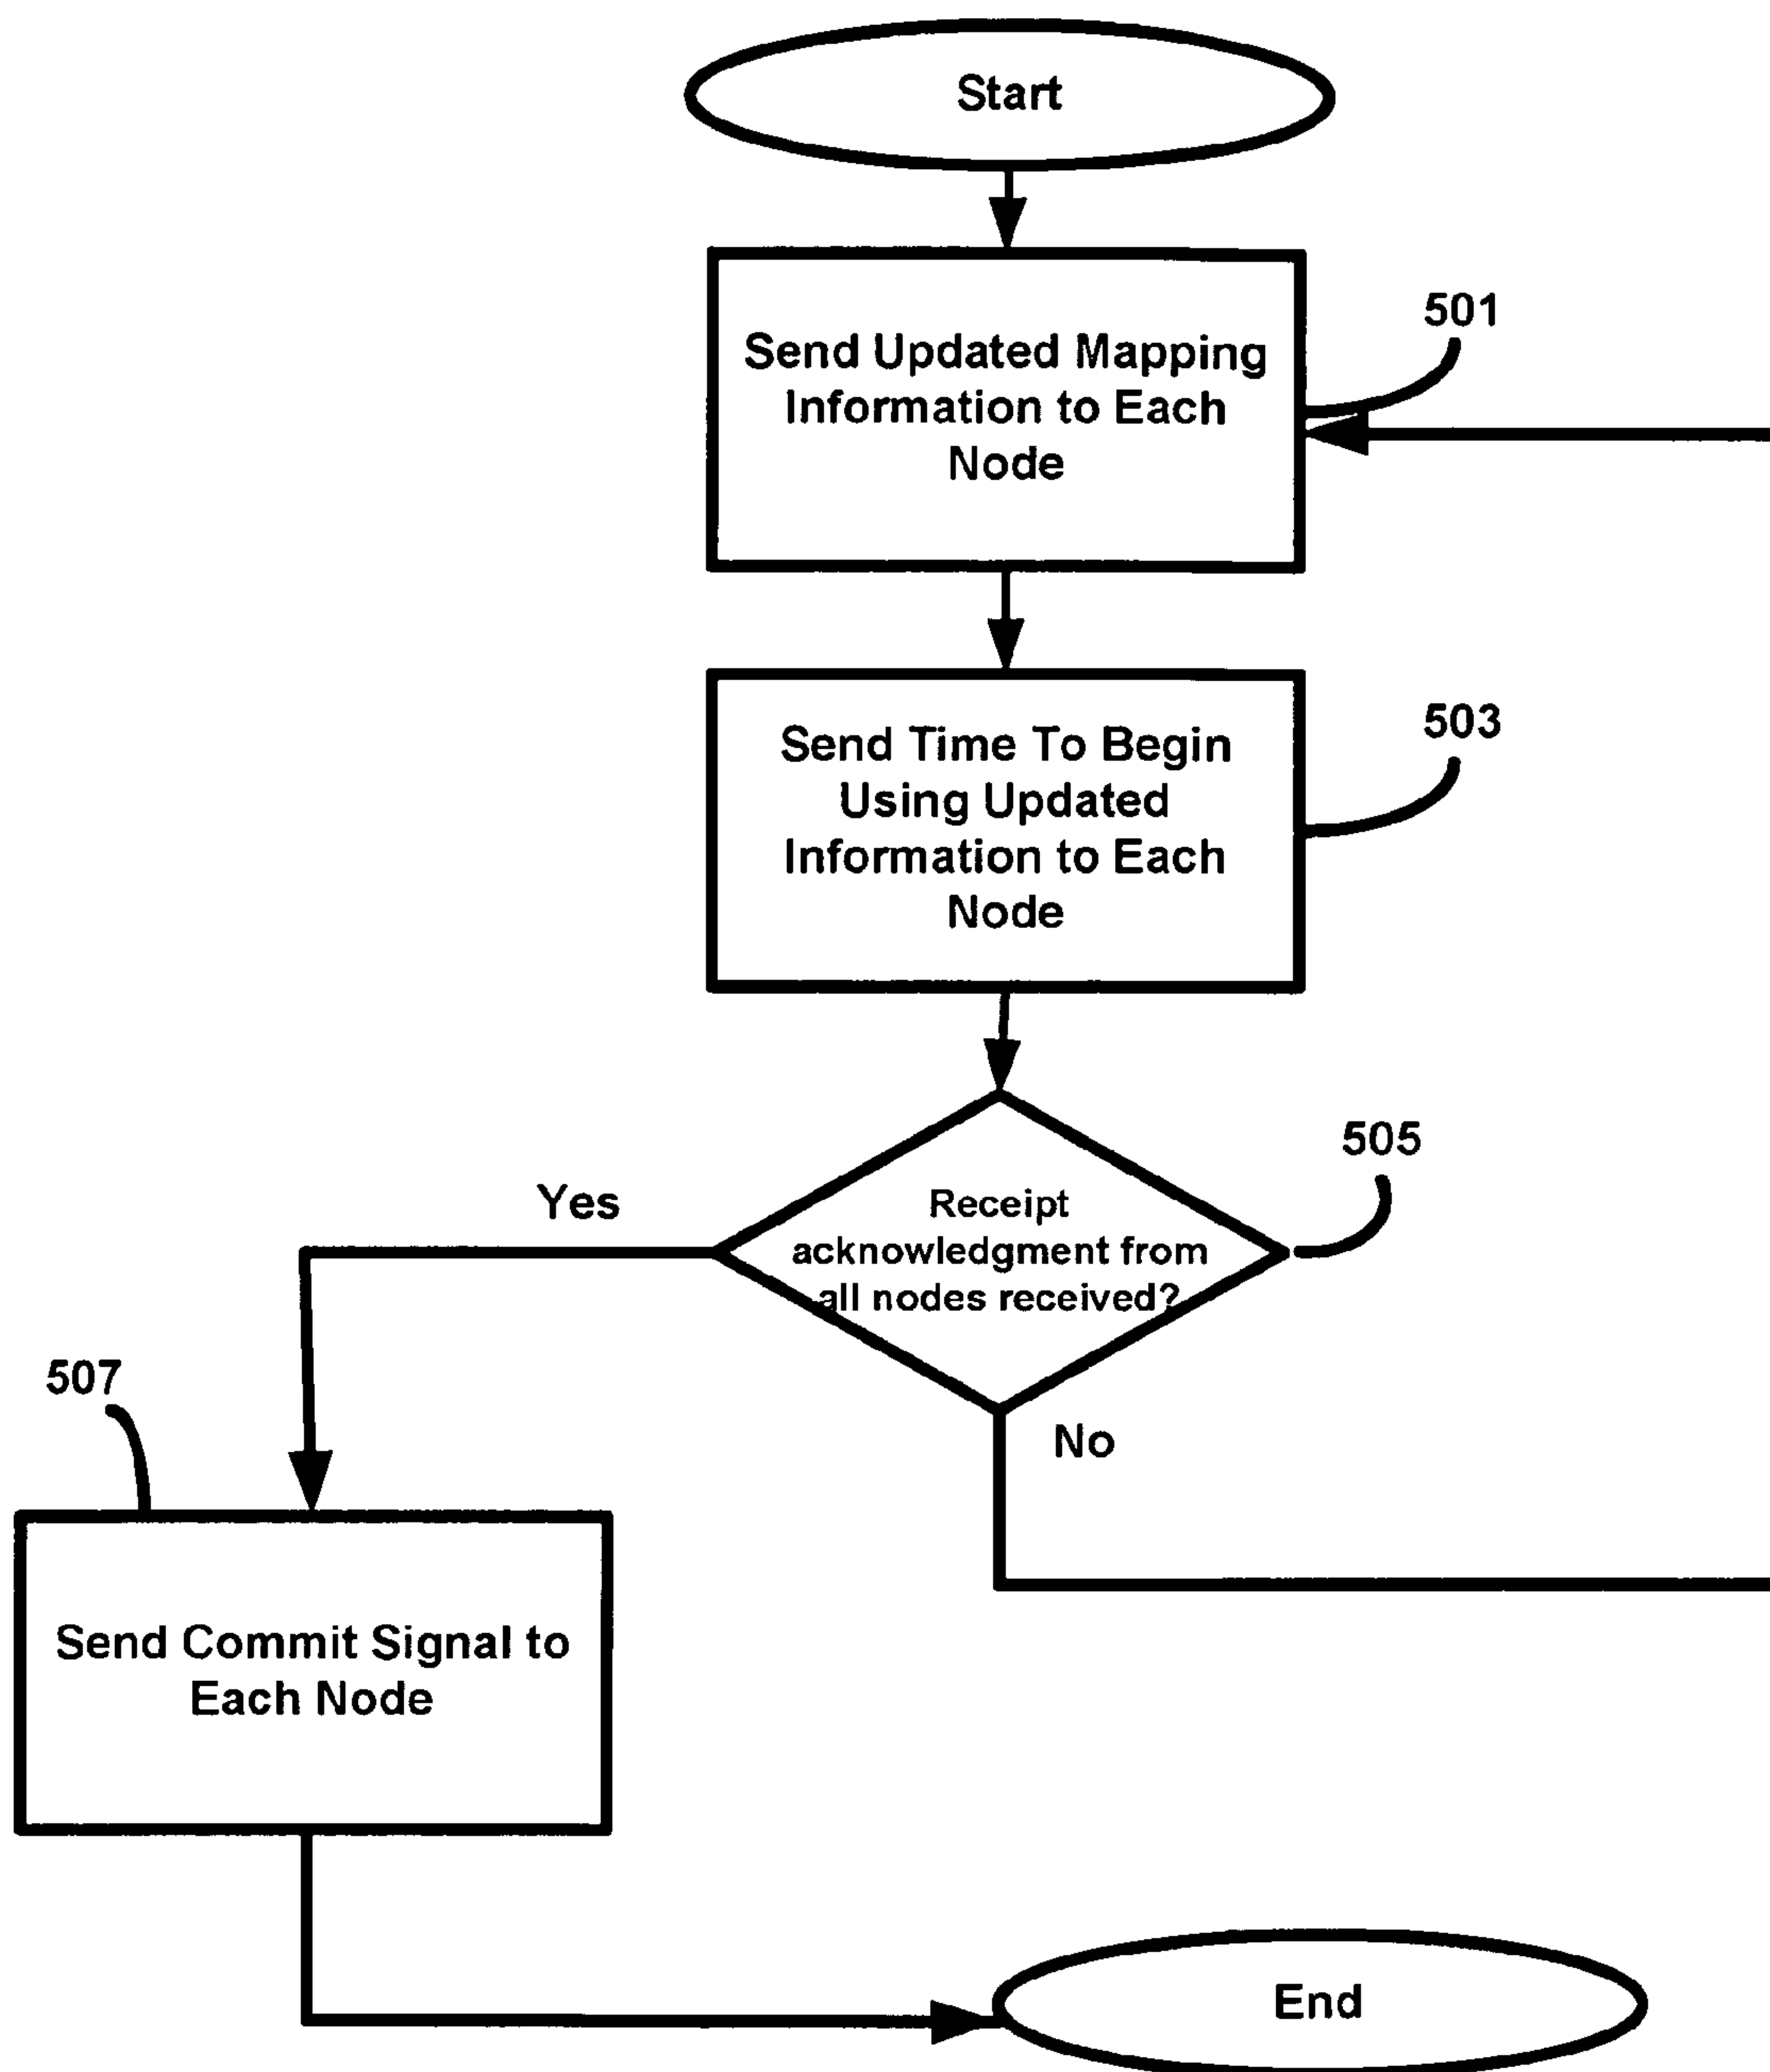 Start
501
Send Updated Mapping
Information to Each
Node
503
Send Time To Begin
Using Updated
Information to Each
Node
505
Yes
Receipt
acknowledgment from
all nodes received?
No
507
Send Commit Signal to
Each Node
End